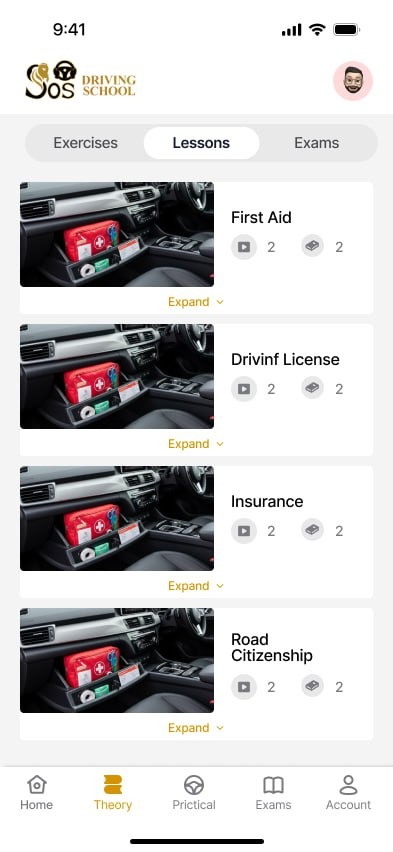 9:41
SOS DRIVING
SCHOOL
Exercises Lessons Exams
First Aid
2 2
Expand
Drivinf License
2 2
Expand
Insurance
2 2
Expand
Road
Citizenship
2 2
Expand
Home Theory Prictical Exams Account